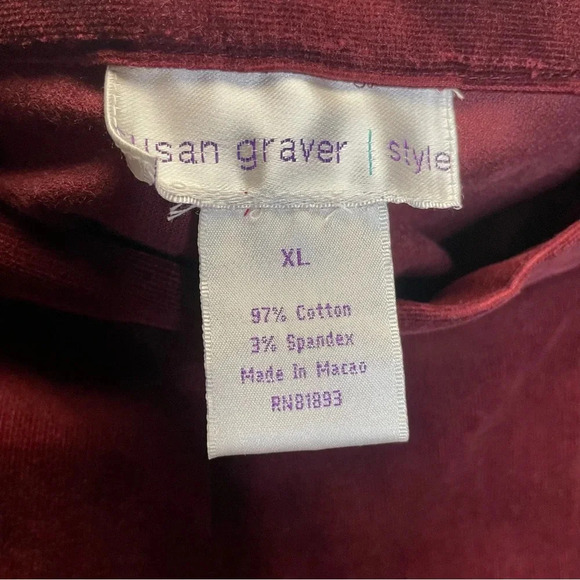 usan graver | style
XL
97% Cotton
3% Spandex
Made In Macao
RN81893